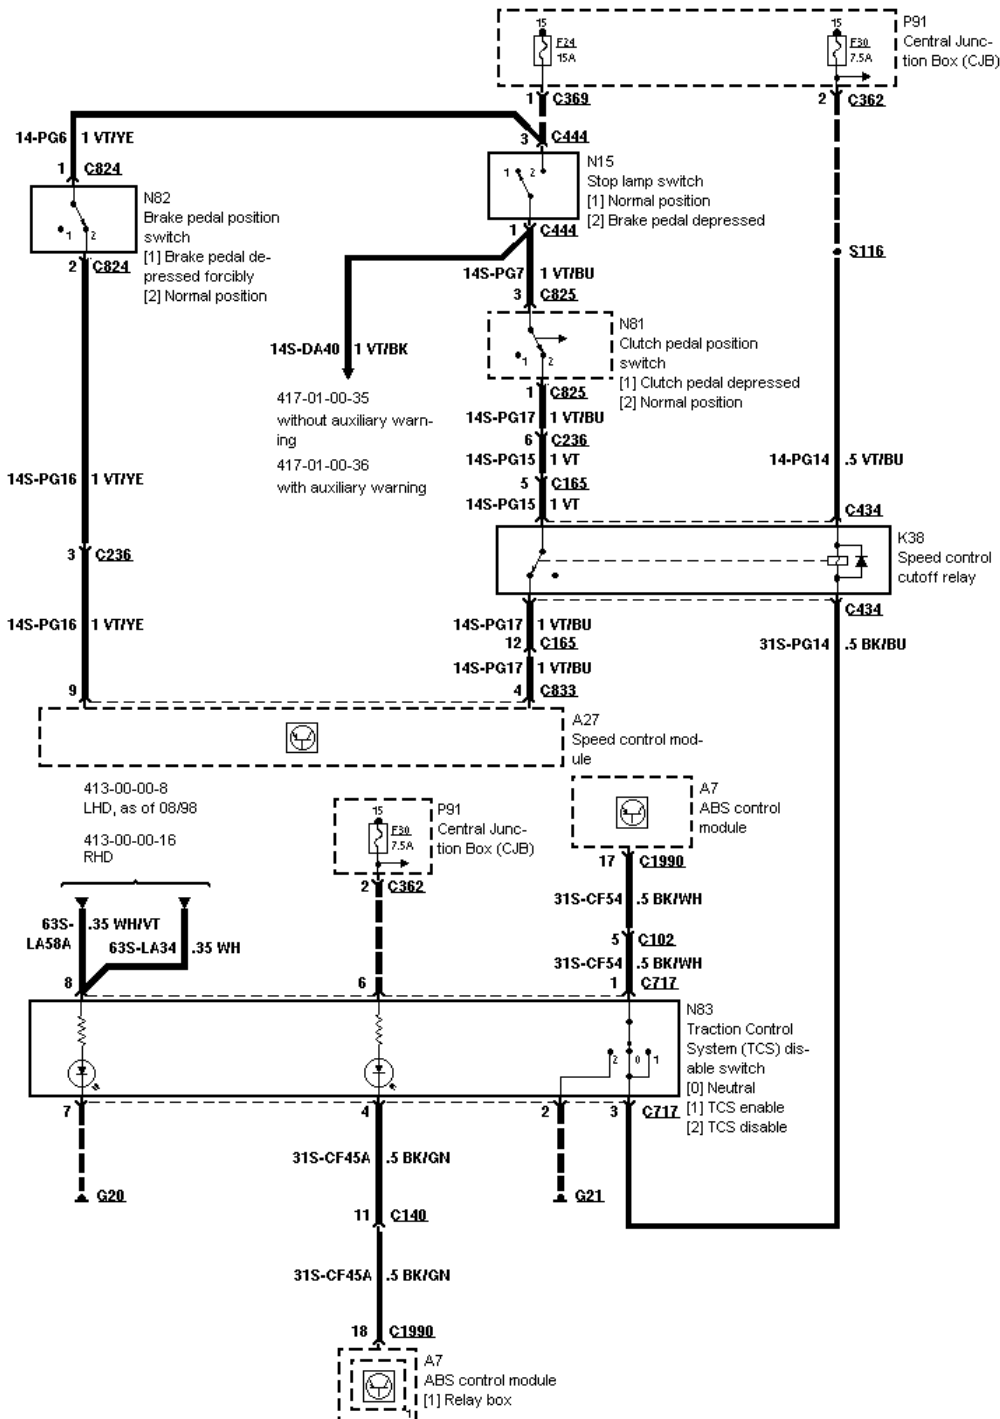 15
F24
15A
15
F30
7.5A
P91
Central Junc-
tion Box (CJB)
1 C369
2 C362
14-PG6 1 VT/YE
3 C444
1 C824
N82
Brake pedal position
switch
[1] Brake pedal de-
pressed forcibly
[2] Normal position
1
2
2 C824
1 2
N15
Stop lamp switch
[1] Normal position
[2] Brake pedal depressed
1 C444
S116
14S-PG7 1 VT/BU
3 C825
14S-DA40 1 VT/BK
1 2
N81
Clutch pedal position
switch
[1] Clutch pedal depressed
[2] Normal position
417-01-00-35
without auxiliary warn-
ing
417-01-00-36
with auxiliary warning
1 C825
14S-PG17 1 VT/BU
6 C236
14S-PG15 1 VT
5 C165
14S-PG15 1 VT
14S-PG16 1 VT/YE
14-PG14 .5 VT/BU
C434
K38
Speed control
cutoff relay
3 C236
C434
14S-PG16 1 VT/YE
14S-PG17 1 VT/BU
12 C165
14S-PG17 1 VT/BU
31S-PG14 .5 BK/BU
9
4 C833
A27
Speed control mod-
ule
413-00-00-8
LHD, as of 08/98
413-00-00-16
RHD
15
F30
7.5A
P91
Central Junc-
tion Box (CJB)
2 C362
A7
ABS control
module
17 C1990
31S-CF54 .5 BK/WH
5 C102
31S-CF54 .5 BK/WH
63S-
LA58A
.35 WH/VT
63S-LA34 .35 WH
8
6
1 C717
2 0 1
N83
Traction Control
System (TCS) dis-
able switch
[0] Neutral
[1] TCS enable
[2] TCS disable
7
4
2
3 C717
G20
31S-CF45A .5 BK/GN
G21
11 C140
31S-CF45A .5 BK/GN
18 C1990
A7
ABS control module
[1] Relay box
1